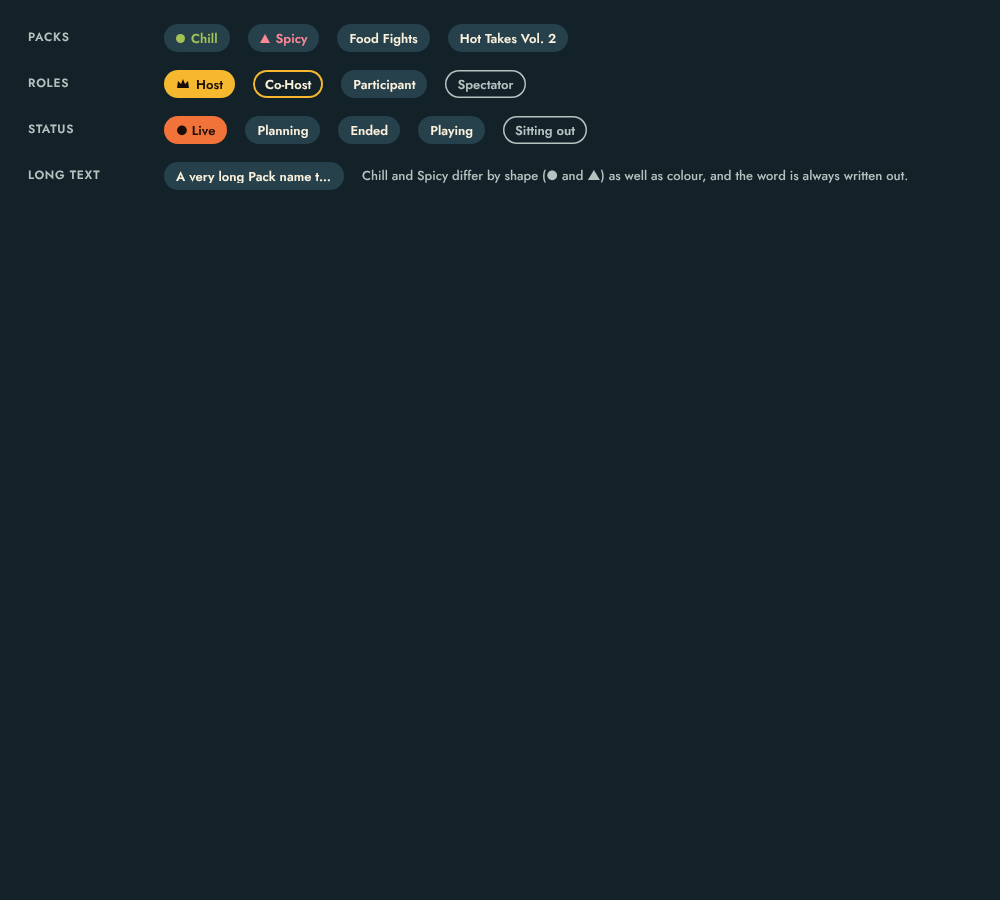 PACKS ● Chill ▲ Spicy Food Fights Hot Takes Vol. 2
ROLES Host Co-Host Participant Spectator
STATUS ● Live Planning Ended Playing Sitting out
LONG TEXT A very long Pack name t... Chill and Spicy differ by shape (● and ▲) as well as colour, and the word is always written out.